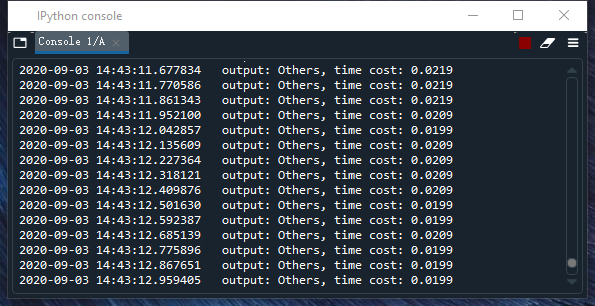 IPython console
Console 1/A
2020-09-03 14:43:11.677834 output: Others, time cost: 0.0219
2020-09-03 14:43:11.770586 output: Others, time cost: 0.0219
2020-09-03 14:43:11.861343 output: Others, time cost: 0.0219
2020-09-03 14:43:11.952100 output: Others, time cost: 0.0209
2020-09-03 14:43:12.042857 output: Others, time cost: 0.0199
2020-09-03 14:43:12.135609 output: Others, time cost: 0.0209
2020-09-03 14:43:12.227364 output: Others, time cost: 0.0209
2020-09-03 14:43:12.318121 output: Others, time cost: 0.0209
2020-09-03 14:43:12.409876 output: Others, time cost: 0.0209
2020-09-03 14:43:12.501630 output: Others, time cost: 0.0199
2020-09-03 14:43:12.592387 output: Others, time cost: 0.0199
2020-09-03 14:43:12.685139 output: Others, time cost: 0.0209
2020-09-03 14:43:12.775896 output: Others, time cost: 0.0199
2020-09-03 14:43:12.867651 output: Others, time cost: 0.0199
2020-09-03 14:43:12.959405 output: Others, time cost: 0.0199